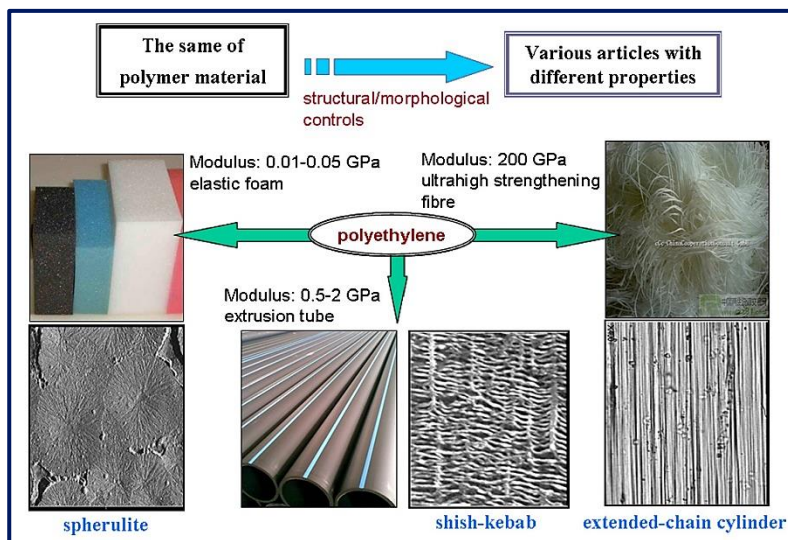 The same of
polymer material
Various articles with
different properties
structural/morphological
controls
Modulus: 0.01-0.05 GPa
elastic foam
Modulus: 200 GPa
ultrahigh strengthening
fibre
polyethylene
Modulus: 0.5-2 GPa
extrusion tube
spherulite
shish-kebab
extended-chain cylinder